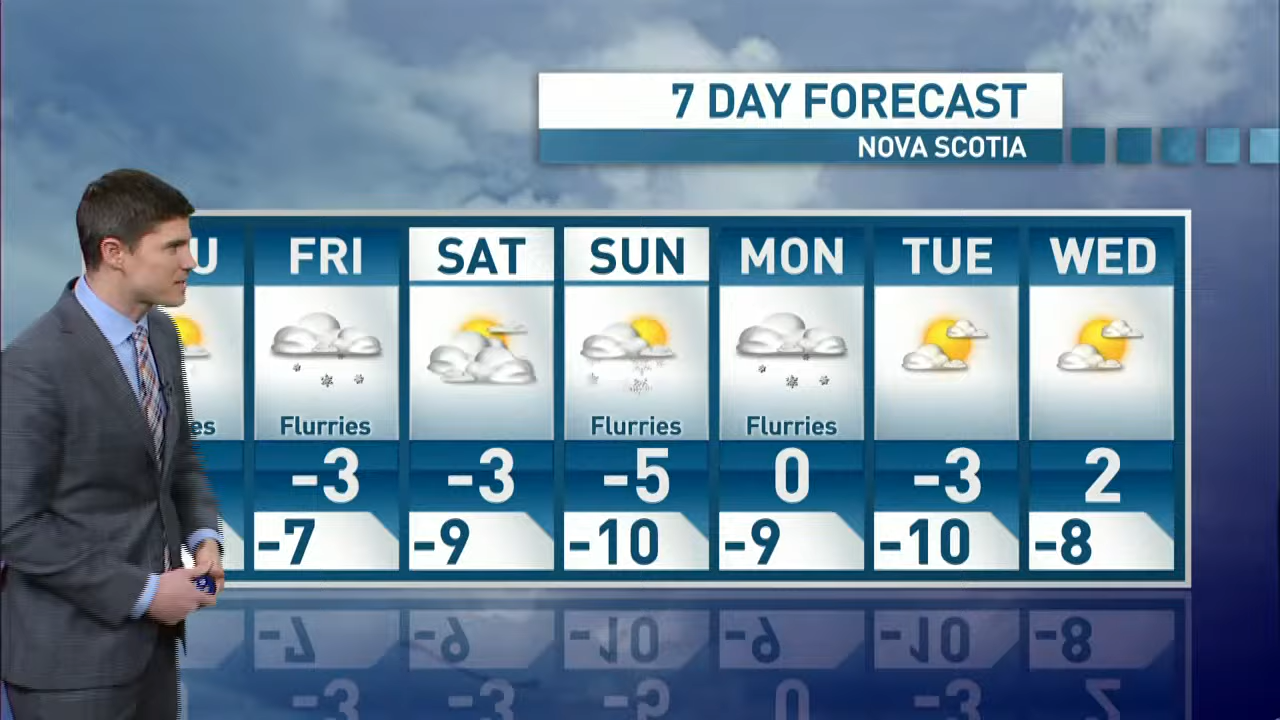 7 DAY FORECAST
NOVA SCOTIA
U FRI SAT SUN MON TUE WED
es Flurries Flurries Flurries
-3 -3 -5 0 -3 2
-7 -9 -10 -9 -10 -8